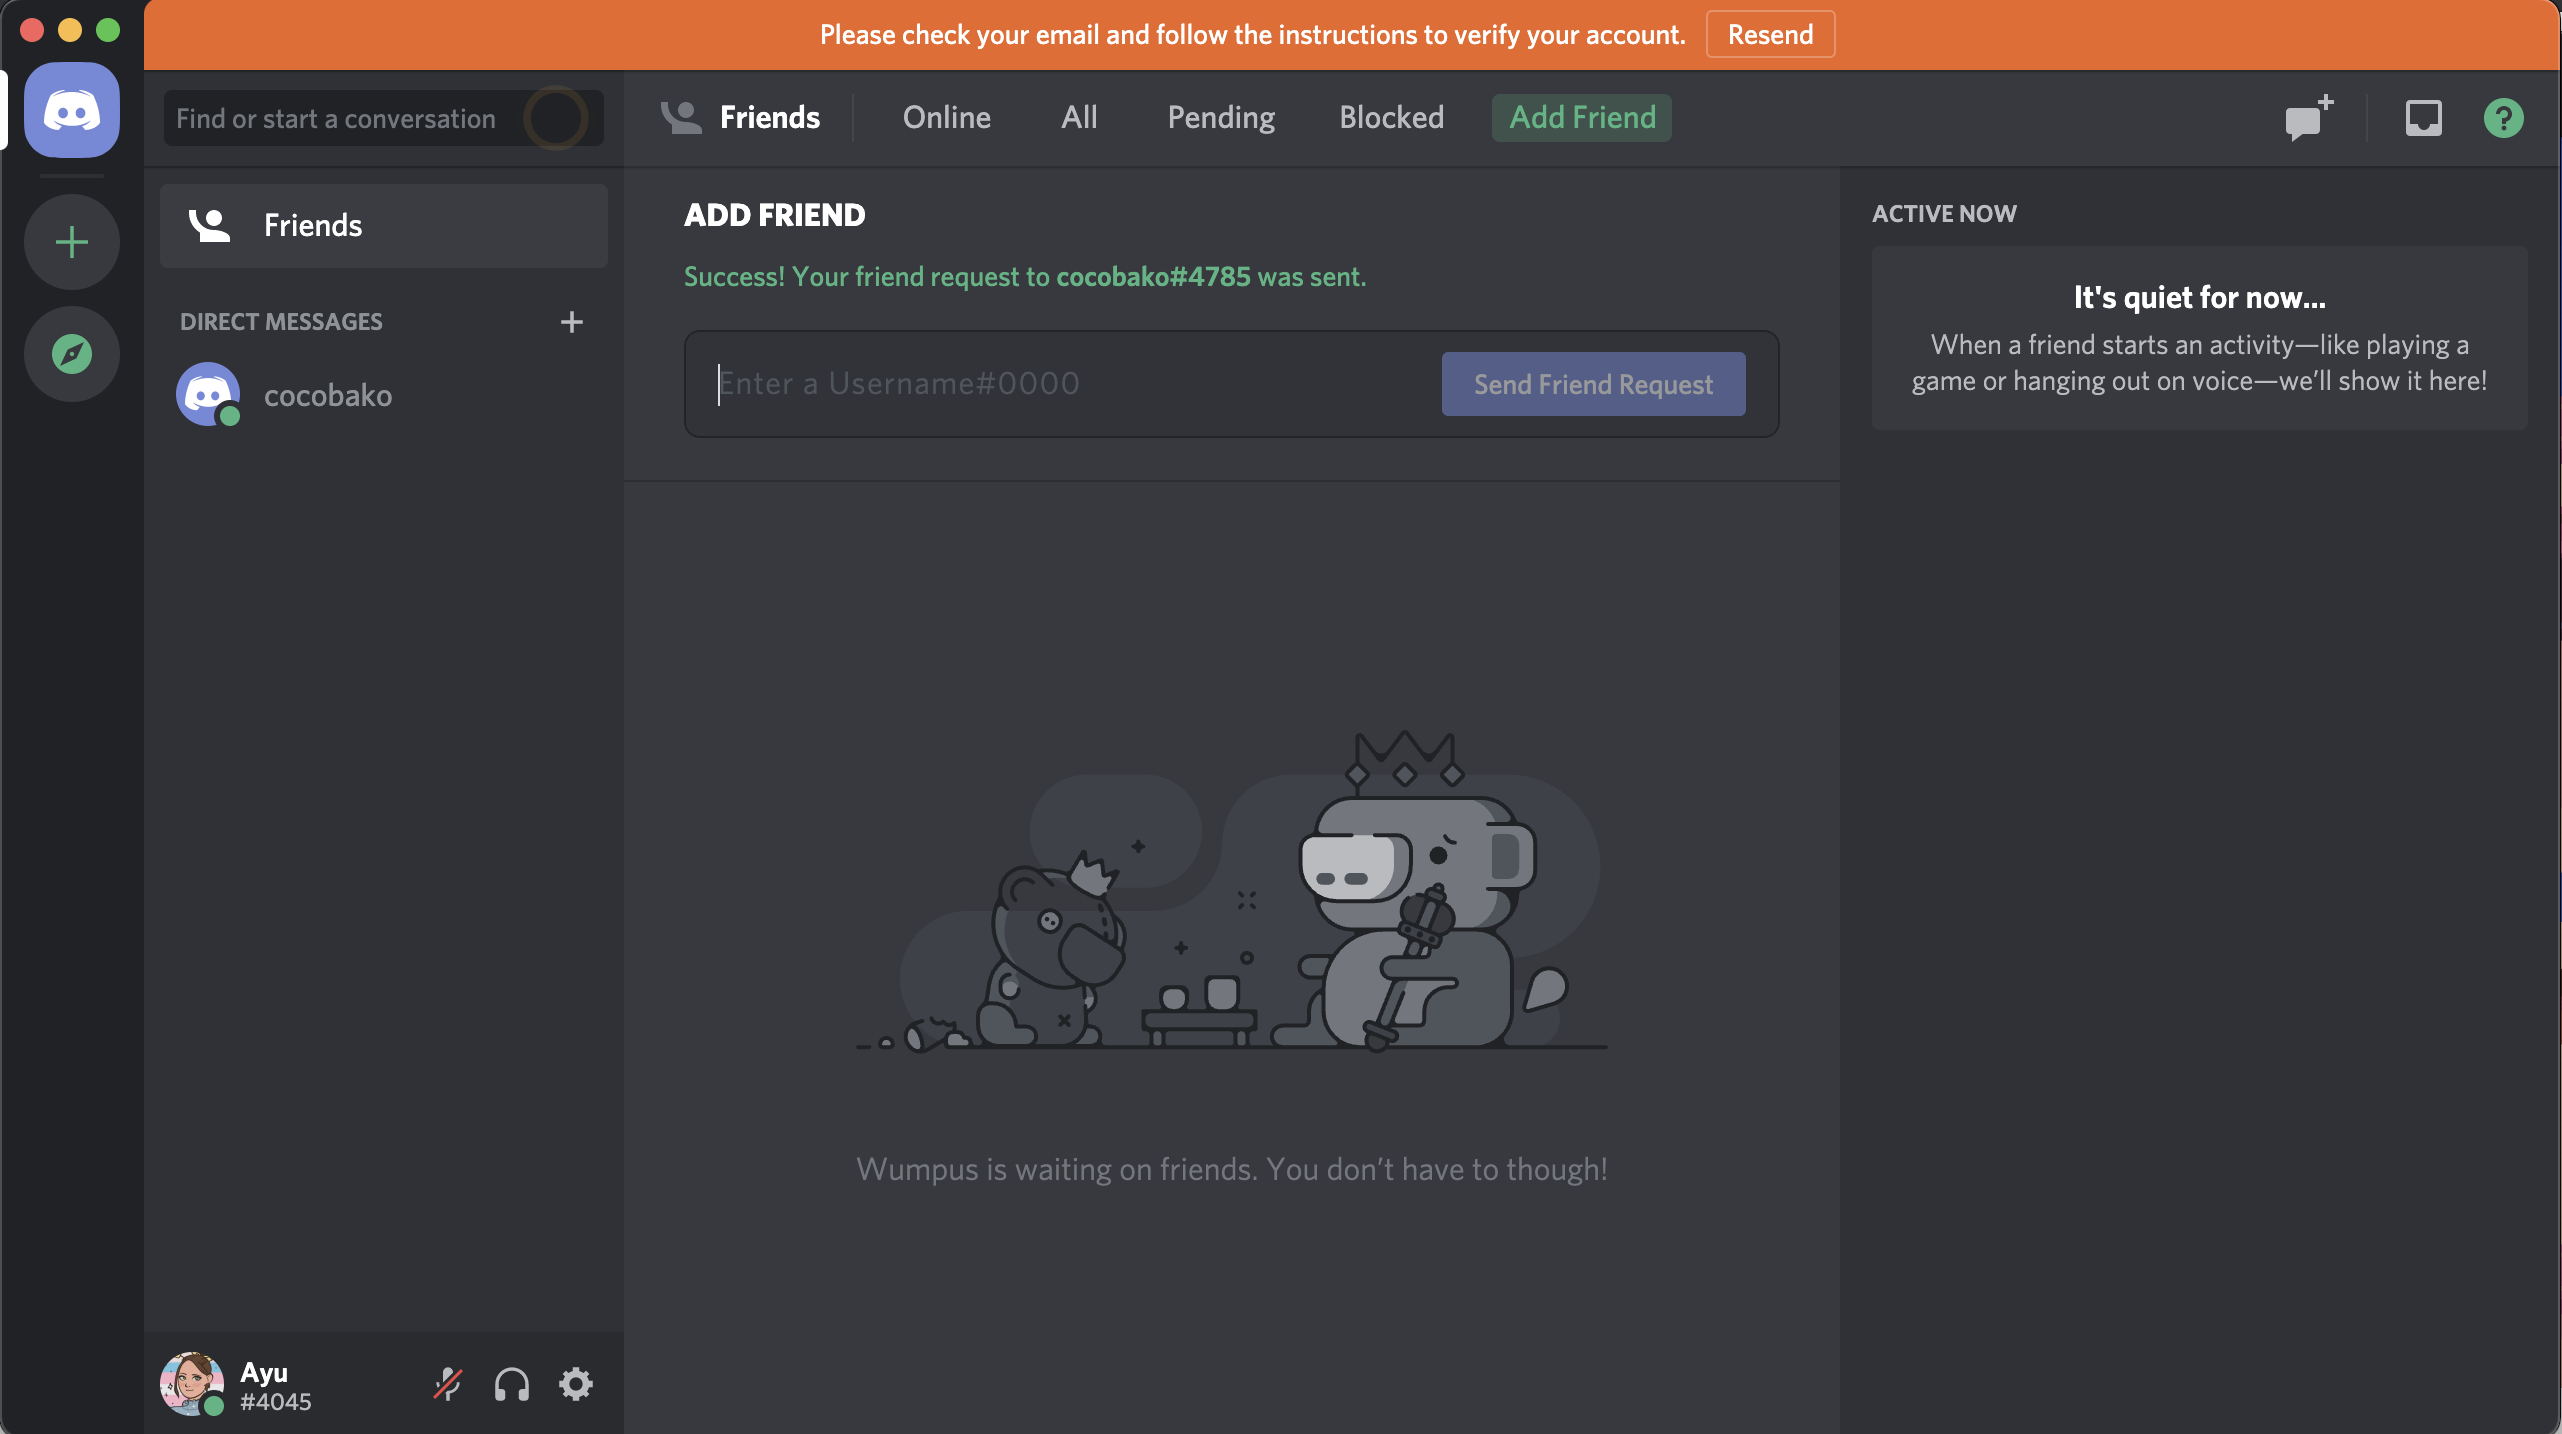 Please check your email and follow the instructions to verify your account.
Resend
Find or start a conversation
Friends
Online
All
Pending
Blocked
Add Friend
?
Friends
DIRECT MESSAGES
cocobako
ADD FRIEND
Success! Your friend request to cocobako#4785 was sent.
Enter a Username#0000
Send Friend Request
Wumpus is waiting on friends. You don’t have to though!
ACTIVE NOW
It's quiet for now...
When a friend starts an activity—like playing a
game or hanging out on voice—we’ll show it here!
Ayu
#4045